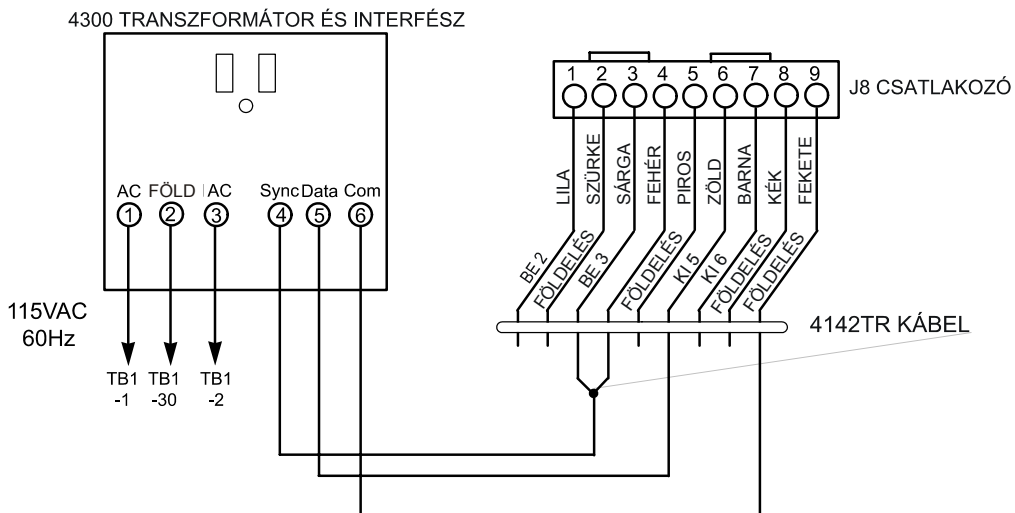 4300 TRANSZFORMÁTOR ÉS INTERFÉSZ
1 2 3 4 5 6 7 8 9
J8 CSATLAKOZÓ
LILA
SZÜRKE
SÁRGA
FEHÉR
PIROS
ZÖLD
BARNA
KÉK
FEKETE
AC FÖLD AC Sync Data Com
1 2 3 4 5 6
BE 2
FÖLDELÉS
BE 3
FÖLDELÉS
KI 5
KI 6
FÖLDELÉS
FÖLDELÉS
115VAC
60Hz
4142TR KÁBEL
TB1 TB1 TB1
-1 -30 -2